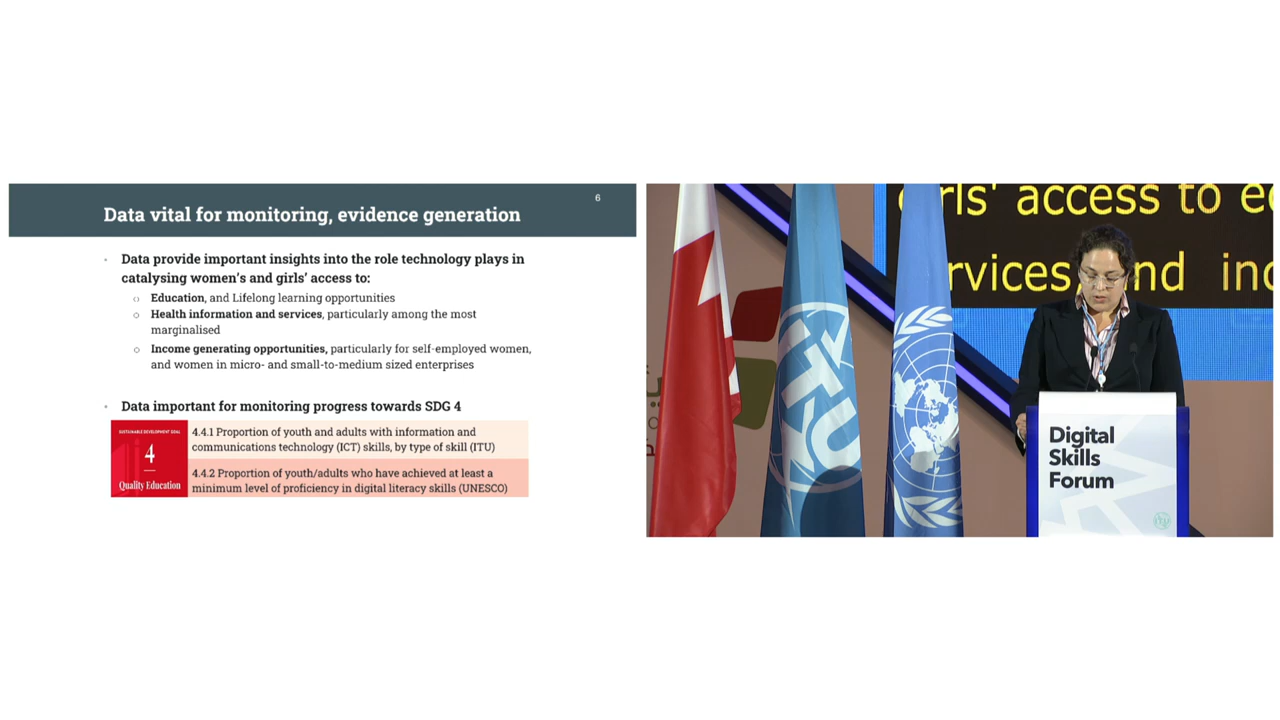 6
Data vital for monitoring, evidence generation
Data provide important insights into the role technology plays in
catalysing women's and girls' access to:
Education, and Lifelong learning opportunities
Health information and services, particularly among the most
marginalised
Income generating opportunities, particularly for self-employed women,
and women in micro- and small-to-medium sized enterprises
Data important for monitoring progress towards SDG 4
SUSTAINABLE DEVELOPMENT GOAL
4
Quality Education
4.4.1 Proportion of youth and adults with information and
communications technology (ICT) skills, by type of skill (ITU)
4.4.2 Proportion of youth/adults who have achieved at least a
minimum level of proficiency in digital literacy skills (UNESCO)
girls' access to
ITU
Digital
Skills
Forum